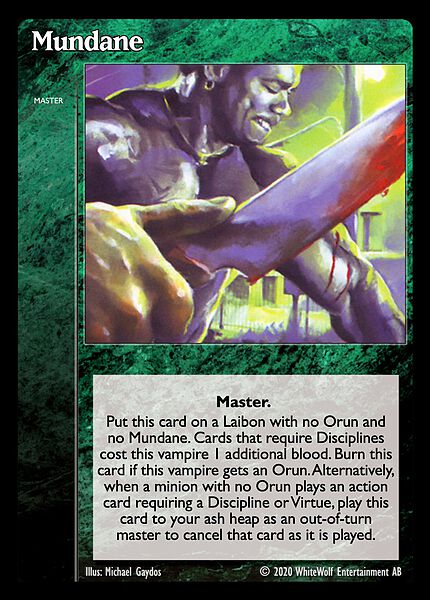 Mundane
MASTER
Master.
Put this card on a Laibon with no Orun and
no Mundane. Cards that require Disciplines
cost this vampire 1 additional blood. Burn this
card if this vampire gets an Orun. Alternatively,
when a minion with no Orun plays an action
card requiring a Discipline or Virtue, play this
card to your ash heap as an out-of-turn
master to cancel that card as it is played.
Illus: Michael Gaydos © 2020 WhiteWolf Entertainment AB